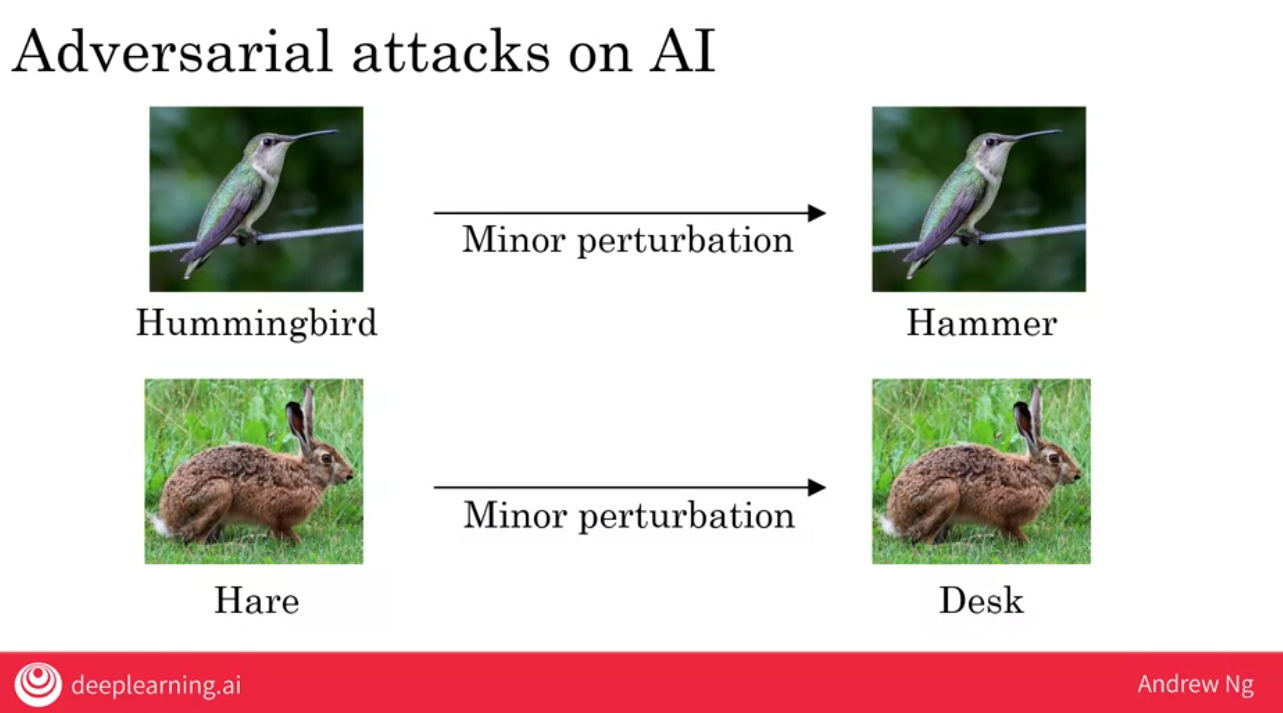 Adversarial attacks on AI
Minor perturbation
Hummingbird
Hammer
Minor perturbation
Hare
Desk
deeplearning.ai
Andrew Ng